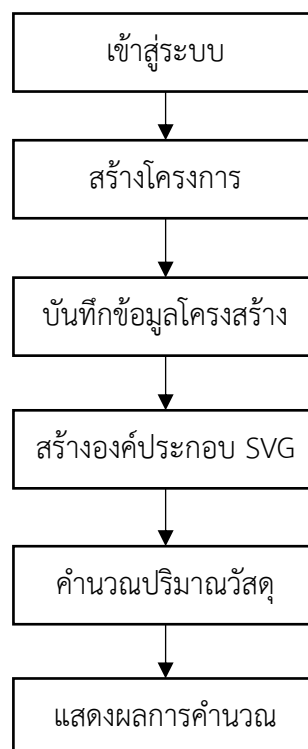 เข้าสู่ระบบ
สร้างโครงการ
บันทึกข้อมูลโครงสร้าง
สร้างองค์ประกอบ SVG
คำนวณปริมาณวัสดุ
แสดงผลการคำนวณ